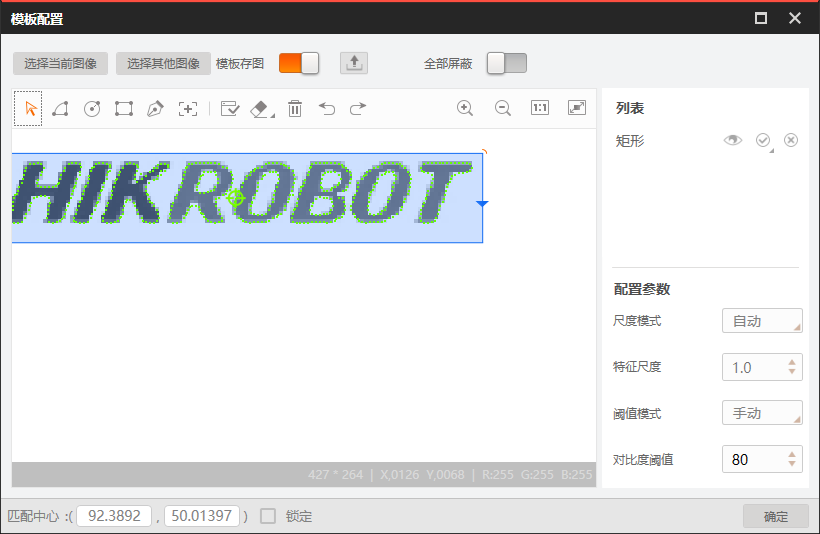 模板配置
选择当前图像 选择其他图像 模板存图 全部屏蔽
1:1
列表
矩形
HIKROBOT
配置参数
尺度模式 自动
特征尺度 1.0
阈值模式 手动
对比度阈值 80
427 * 264 | X,0126 Y,0068 | R:255 G:255 B:255
匹配中心 :( 92.3892 , 50.01397 ) 锁定 确定